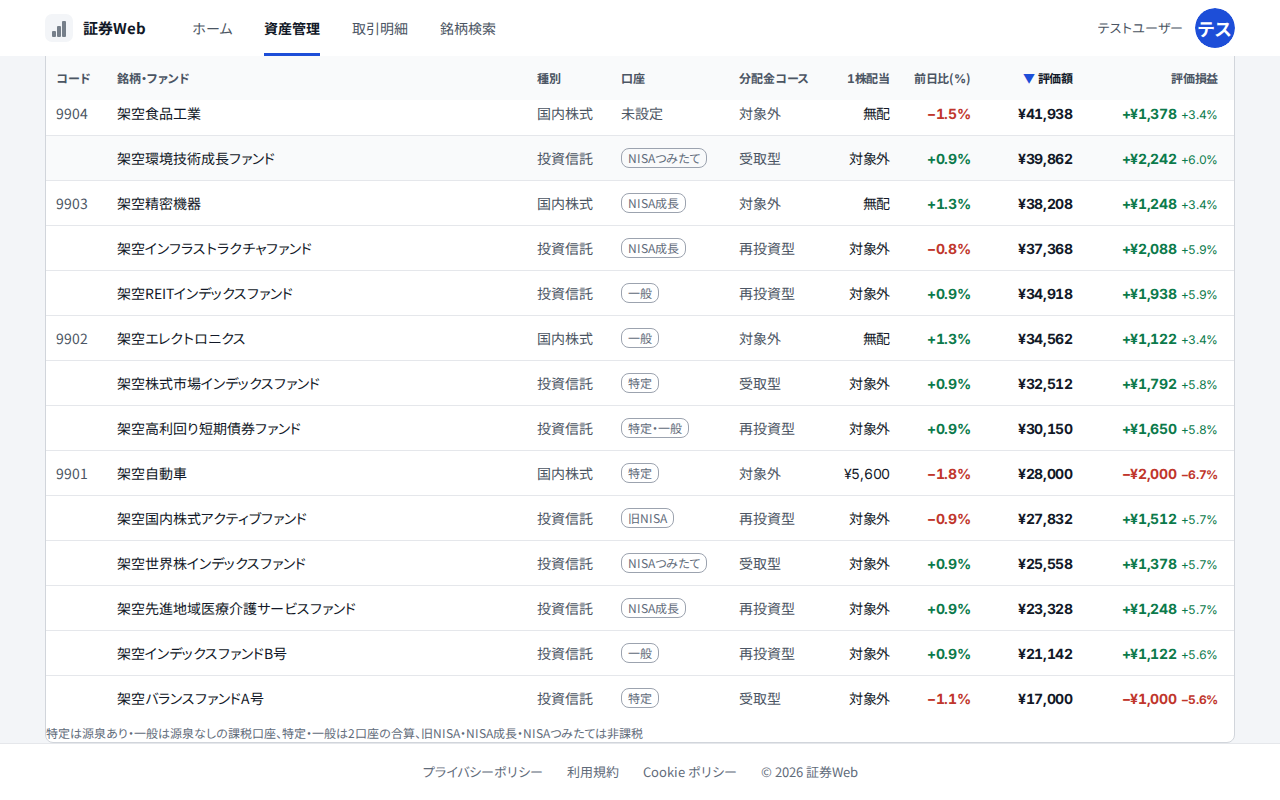 証券Web ホーム 資産管理 取引明細 銘柄検索 テストユーザー テス
コード 銘柄・ファンド 種別 口座 分配金コース 1株配当 前日比(%) ▼ 評価額 評価損益
9904 架空食品工業 国内株式 未設定 対象外 無配 −1.5% ¥41,938 +¥1,378 +3.4%
架空環境技術成長ファンド 投資信託 NISAつみたて 受取型 対象外 +0.9% ¥39,862 +¥2,242 +6.0%
9903 架空精密機器 国内株式 NISA成長 対象外 無配 +1.3% ¥38,208 +¥1,248 +3.4%
架空インフラストラクチャファンド 投資信託 NISA成長 再投資型 対象外 −0.8% ¥37,368 +¥2,088 +5.9%
架空REITインデックスファンド 投資信託 一般 再投資型 対象外 +0.9% ¥34,918 +¥1,938 +5.9%
9902 架空エレクトロニクス 国内株式 一般 対象外 無配 +1.3% ¥34,562 +¥1,122 +3.4%
架空株式市場インデックスファンド 投資信託 特定 受取型 対象外 +0.9% ¥32,512 +¥1,792 +5.8%
架空高利回り短期債券ファンド 投資信託 特定・一般 再投資型 対象外 +0.9% ¥30,150 +¥1,650 +5.8%
9901 架空自動車 国内株式 特定 対象外 ¥5,600 −1.8% ¥28,000 −¥2,000 −6.7%
架空国内株式アクティブファンド 投資信託 旧NISA 再投資型 対象外 −0.9% ¥27,832 +¥1,512 +5.7%
架空世界株インデックスファンド 投資信託 NISAつみたて 受取型 対象外 +0.9% ¥25,558 +¥1,378 +5.7%
架空先進地域医療介護サービスファンド 投資信託 NISA成長 再投資型 対象外 +0.9% ¥23,328 +¥1,248 +5.7%
架空インデックスファンドB号 投資信託 一般 再投資型 対象外 +0.9% ¥21,142 +¥1,122 +5.6%
架空バランスファンドA号 投資信託 特定 受取型 対象外 −1.1% ¥17,000 −¥1,000 −5.6%
特定は源泉あり・一般は源泉なしの課税口座、特定・一般は2口座の合算、旧NISA・NISA成長・NISAつみたては非課税
プライバシーポリシー 利用規約 Cookie ポリシー © 2026 証券Web